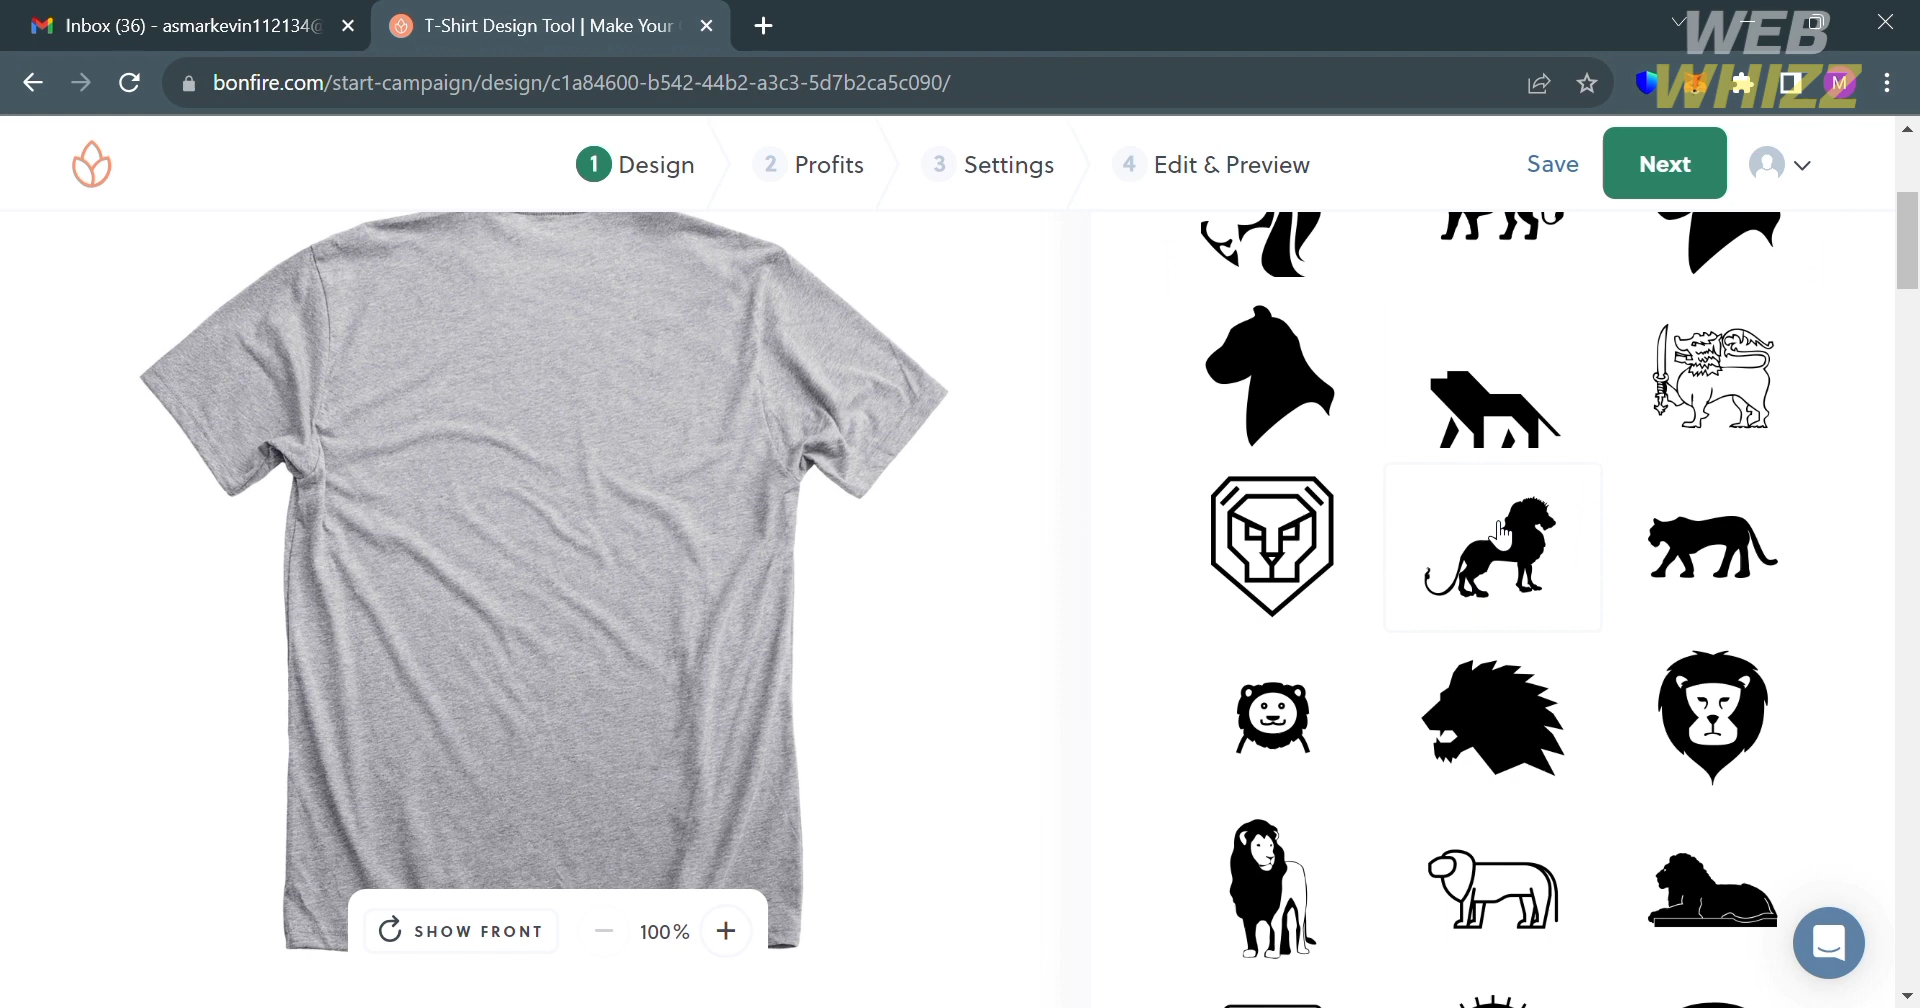 Inbox (36) - asmarkevin112134@
T-Shirt Design Tool | Make Your
WEB
WHIZZ
bonfire.com/start-campaign/design/c1a84600-b542-44b2-a3c3-5d7b2ca5c090/
M
1 Design
2 Profits
3 Settings
4 Edit & Preview
Save
Next
SHOW FRONT
100%